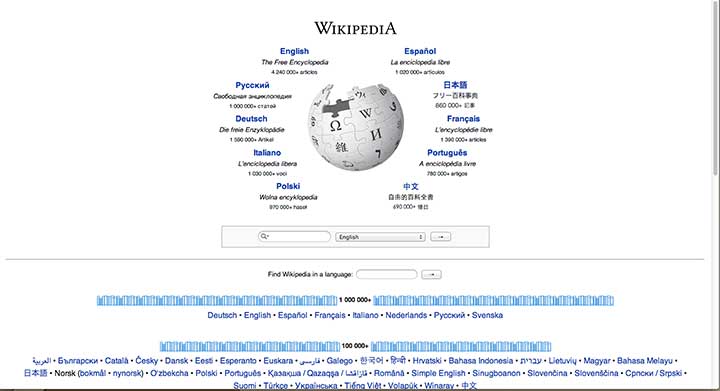 WIKIPEDIA
English
The Free Encyclopedia
4 240 000+ articles
Español
La enciclopedia libre
1 020 000+ artículos
Русский
Свободная энциклопедия
1 000 000+ статей
日本語
フリー百科事典
860 000+ 記事
Deutsch
Die freie Enzyklopädie
1 590 000+ Artikel
Français
L'encyclopédie libre
1 390 000+ articles
Italiano
L'enciclopedia libera
1 030 000+ voci
Português
A enciclopédia livre
780 000+ artigos
Polski
Wolna encyklopedia
970 000+ haseł
中文
自由的百科全書
690 000+ 條目
Ω W И 維
English →
Find Wikipedia in a language: →
1 000 000+
Deutsch • English • Español • Français • Italiano • Nederlands • Русский • Svenska
100 000+
العربية • Български • Català • Česky • Dansk • Eesti • Esperanto • Euskara • فارسی • Galego • 한국어 • हिन्दी • Hrvatski • Bahasa Indonesia • עברית • Lietuvių • Magyar • Bahasa Melayu •
日本語 • Norsk (bokmål • nynorsk) • O'zbekcha • Polski • Português • Қазақша / Qazaqşa / قازاقشا • Română • Simple English • Sinugboanon • Slovenčina • Slovenščina • Српски / Srpski •
Suomi • Türkçe • Українська • Tiếng Việt • Volapük • Winaray • 中文